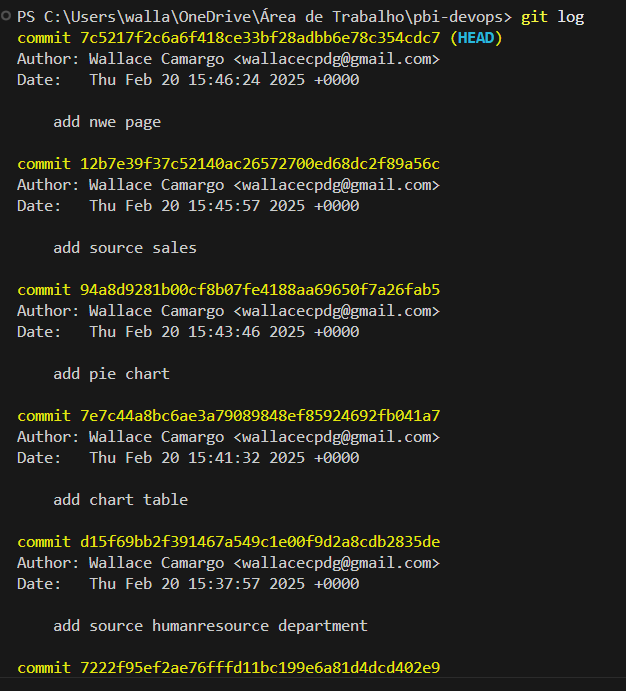 PS C:\Users\walla\OneDrive\Área de Trabalho\pbi-devops> git log
commit 7c5217f2c6a6f418ce33bf28adbb6e78c354cdc7 (HEAD)
Author: Wallace Camargo <wallacecpdg@gmail.com>
Date:   Thu Feb 20 15:46:24 2025 +0000
add nwe page
commit 12b7e39f37c52140ac26572700ed68dc2f89a56c
Author: Wallace Camargo <wallacecpdg@gmail.com>
Date:   Thu Feb 20 15:45:57 2025 +0000
add source sales
commit 94a8d9281b00cf8b07fe4188aa69650f7a26fab5
Author: Wallace Camargo <wallacecpdg@gmail.com>
Date:   Thu Feb 20 15:43:46 2025 +0000
add pie chart
commit 7e7c44a8bc6ae3a79089848ef85924692fb041a7
Author: Wallace Camargo <wallacecpdg@gmail.com>
Date:   Thu Feb 20 15:41:32 2025 +0000
add chart table
commit d15f69bb2f391467a549c1e00f9d2a8cdb2835de
Author: Wallace Camargo <wallacecpdg@gmail.com>
Date:   Thu Feb 20 15:37:57 2025 +0000
add source humanresource department
commit 7222f95ef2ae76fffd11bc199e6a81d4dcd402e9